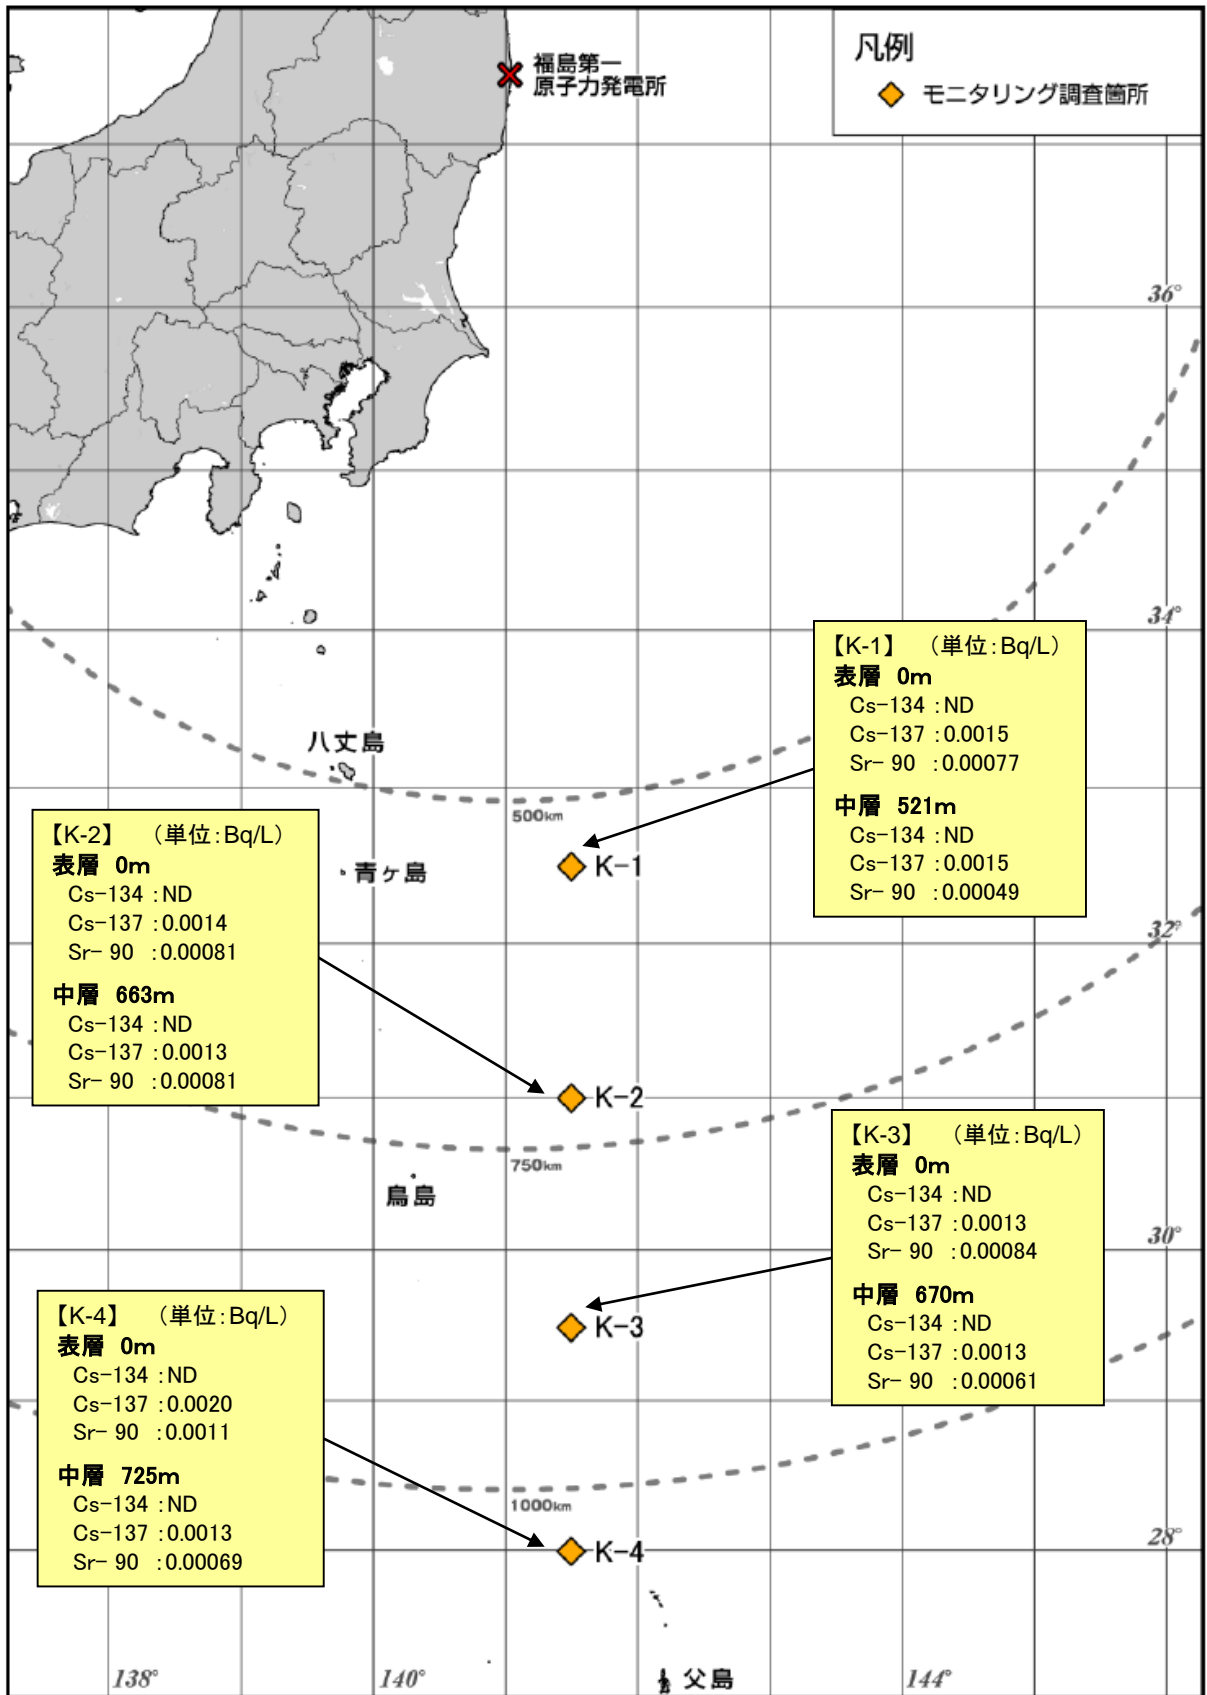 福島第一
原子力発電所
凡例
モニタリング調査箇所
36°
34°
【K-1】 （単位:Bq/L）
表層 0m
Cs-134 :ND
Cs-137 :0.0015
Sr- 90 :0.00077
中層 521m
Cs-134 :ND
Cs-137 :0.0015
Sr- 90 :0.00049
八丈島
500km
【K-2】 （単位:Bq/L）
表層 0m
Cs-134 :ND
Cs-137 :0.0014
Sr- 90 :0.00081
中層 663m
Cs-134 :ND
Cs-137 :0.0013
Sr- 90 :0.00081
青ヶ島
K-1
32°
K-2
750km
鳥島
【K-3】 （単位:Bq/L）
表層 0m
Cs-134 :ND
Cs-137 :0.0013
Sr- 90 :0.00084
中層 670m
Cs-134 :ND
Cs-137 :0.0013
Sr- 90 :0.00061
30°
K-3
【K-4】 （単位:Bq/L）
表層 0m
Cs-134 :ND
Cs-137 :0.0020
Sr- 90 :0.0011
中層 725m
Cs-134 :ND
Cs-137 :0.0013
Sr- 90 :0.00069
1000km
28°
K-4
138°
140°
父島
144°